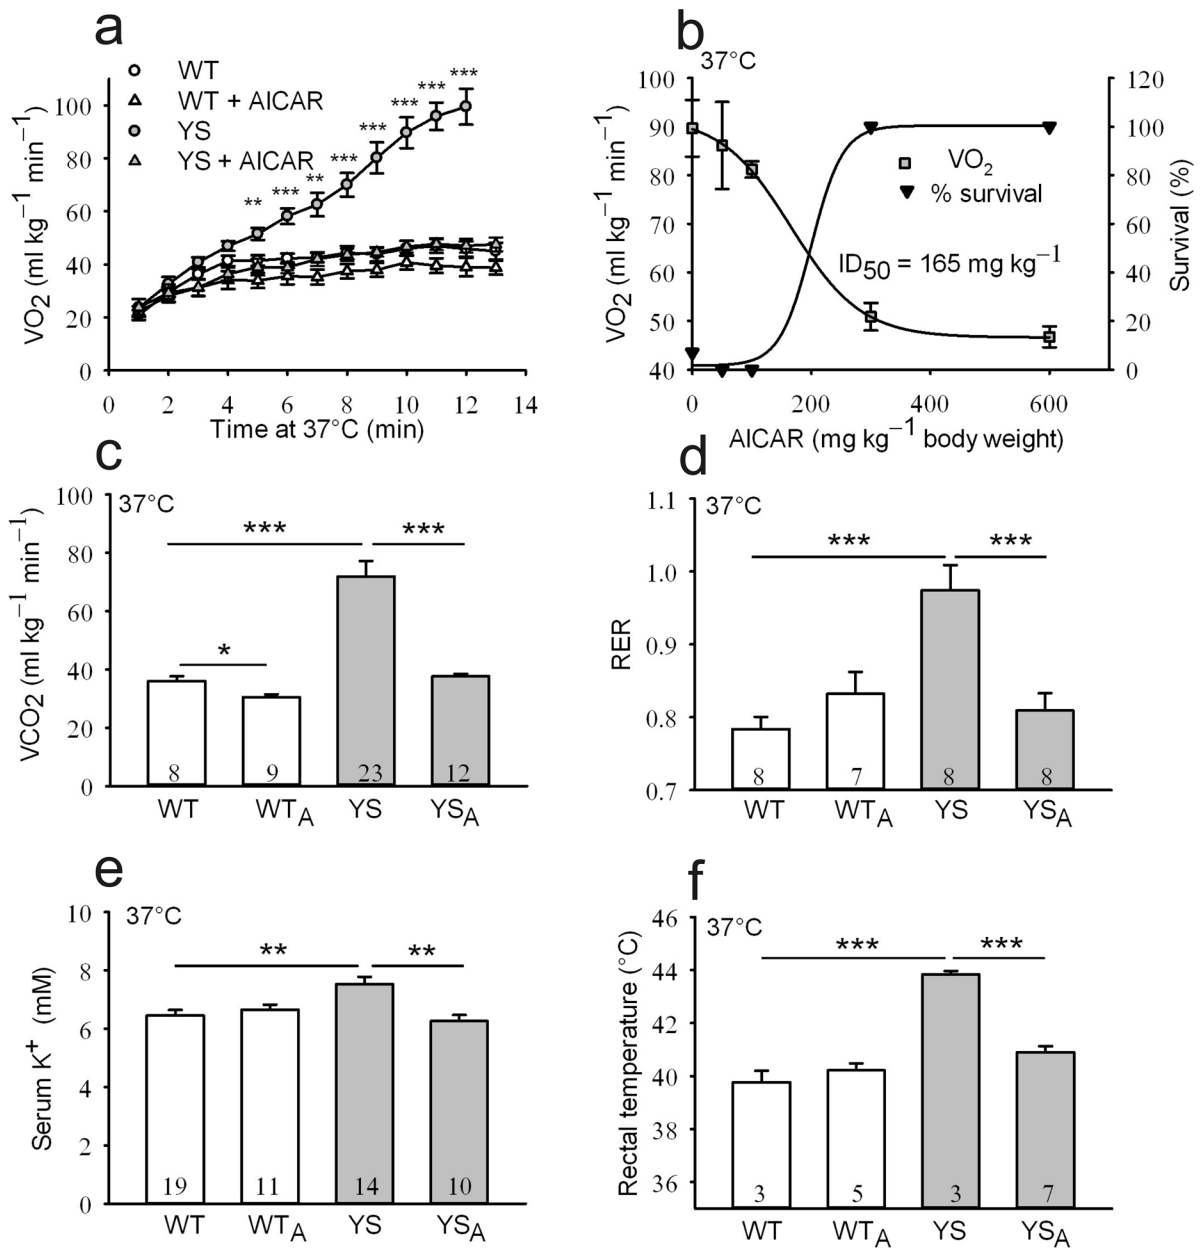 a
WT
WT + AICAR
YS
YS + AICAR
VO2 (ml kg−1 min−1)
100
80
60
40
20
0
** *** ** *** *** *** *** ***
0 2 4 6 8 10 12 14
Time at 37°C (min)
b
37°C
VO2 (ml kg−1 min−1)
100
90
80
70
60
50
40
VO2
% survival
ID50 = 165 mg kg−1
120
100
80
60
40
20
0
Survival (%)
0 200 400 600
AICAR (mg kg−1 body weight)
c
37°C
VCO2 (ml kg−1 min−1)
100
80
60
40
20
0
*** ***
*
8 9 23 12
WT WTA YS YSA
d
37°C
RER
1.1
1.0
0.9
0.8
0.7
*** ***
8 7 8 8
WT WTA YS YSA
e
37°C
Serum K+ (mM)
10
8
6
4
2
0
** **
19 11 14 10
WT WTA YS YSA
f
37°C
Rectal temperature (°C)
46
44
42
40
38
36
*** ***
3 5 3 7
WT WTA YS YSA